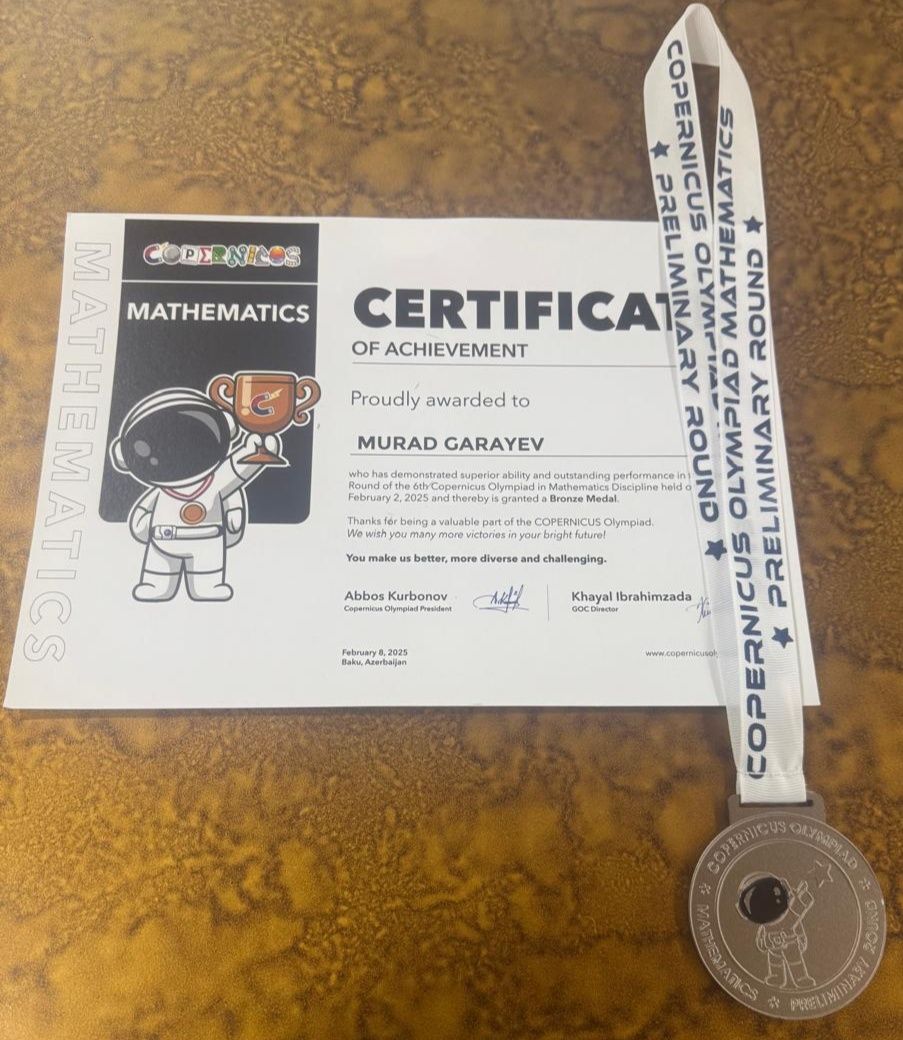 MATHEMATICS
COPERNICUS
MATHEMATICS
CERTIFICAT
OF ACHIEVEMENT
Proudly awarded to
MURAD GARAYEV
who has demonstrated superior ability and outstanding performance in
Round of the 6th Copernicus Olympiad in Mathematics Discipline held
February 2, 2025 and thereby is granted a Bronze Medal.
Thanks for being a valuable part of the COPERNICUS Olympiad.
We wish you many more victories in your bright future!
You make us better, more diverse and challenging.
Abbos Kurbonov
Copernicus Olympiad President
Khayal Ibrahimzada
GOC Director
February 8, 2025
Baku, Azerbaijan
www.copernicusol
COPERNICUS OLYMPIAD
★ PRELIMINARY ROUND ★
COPERNICUS OLYMPIAD MATHEMATICS
★ PRELIMINARY ROUND ★
COPERNICUS OLYMPIAD
MATHEMATICS
PRELIMINARY ROUND